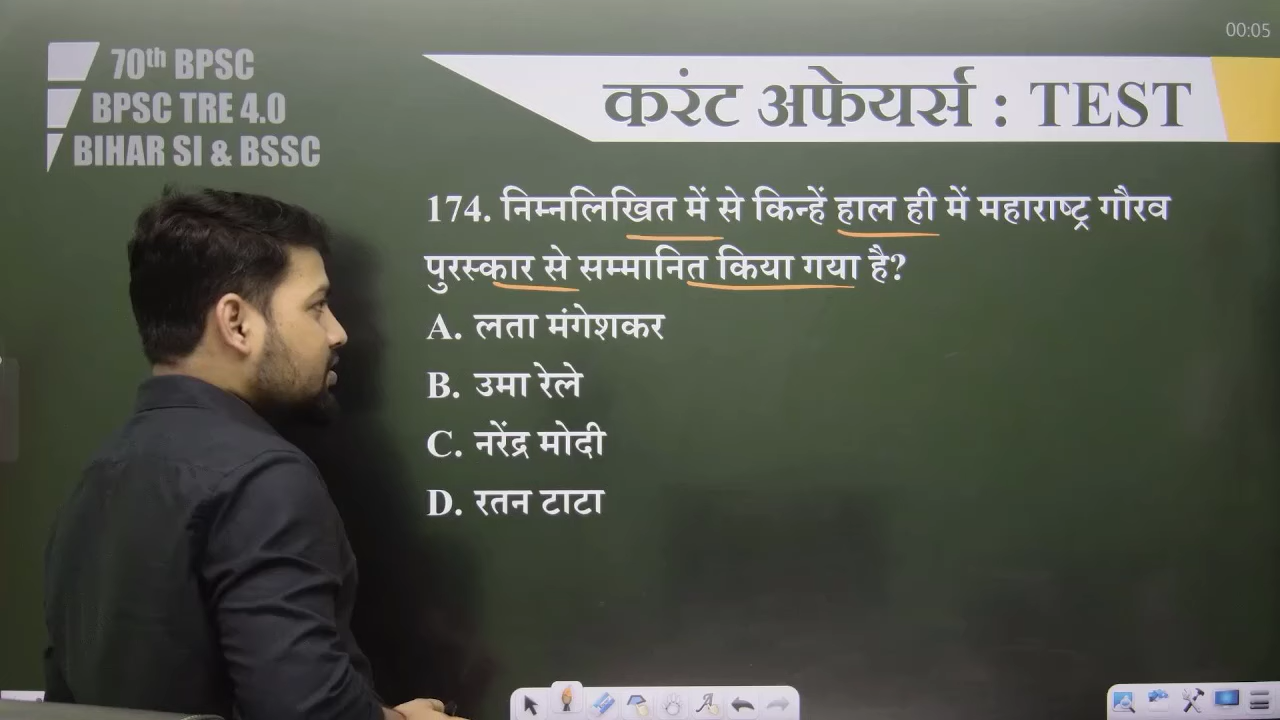 00:05
70th BPSC
BPSC TRE 4.0
BIHAR SI & BSSC
करंट अफेयर्स : TEST
174. निम्नलिखित में से किन्हें हाल ही में महाराष्ट्र गौरव
पुरस्कार से सम्मानित किया गया है?
A. लता मंगेशकर
B. उमा रेले
C. नरेंद्र मोदी
D. रतन टाटा